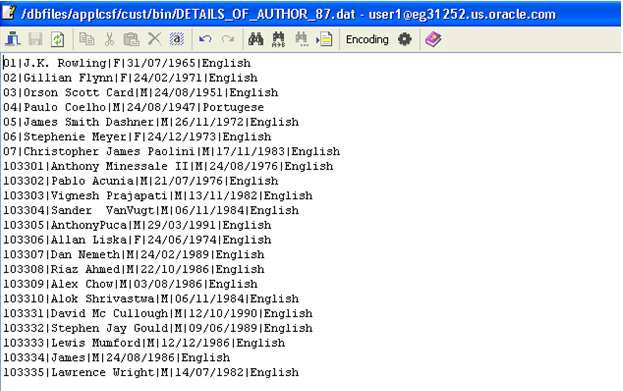 /dbfiles/applcsf/cust/bin/DETAILS_OF_AUTHOR_87.dat - user1@eg31252.us.oracle.com
Encoding
01|J.K. Rowling|F|31/07/1965|English
02|Gillian Flynn|F|24/02/1971|English
03|Orson Scott Card|M|24/08/1951|English
04|Paulo Coelho|M|24/08/1947|Portugese
05|James Smith Dashner|M|26/11/1972|English
06|Stephenie Meyer|F|24/12/1973|English
07|Christopher James Paolini|M|17/11/1983|English
103301|Anthony Minessale II|M|24/08/1976|English
103302|Pablo Acunia|M|21/07/1976|English
103303|Vignesh Prajapati|M|13/11/1982|English
103304|Sander  VanVugt|M|06/11/1984|English
103305|AnthonyPuca|M|29/03/1991|English
103306|Allan Liska|F|24/06/1974|English
103307|Dan Nemeth|M|24/02/1989|English
103308|Riaz Ahmed|M|22/10/1986|English
103309|Alex Chow|M|03/08/1986|English
103310|Alok Shrivastwa|M|06/11/1984|English
103331|David Mc Cullough|M|12/10/1990|English
103332|Stephen Jay Gould|M|09/06/1989|English
103333|Lewis Mumford|M|12/12/1986|English
103334|James|M|24/08/1986|English
103335|Lawrence Wright|M|14/07/1982|English